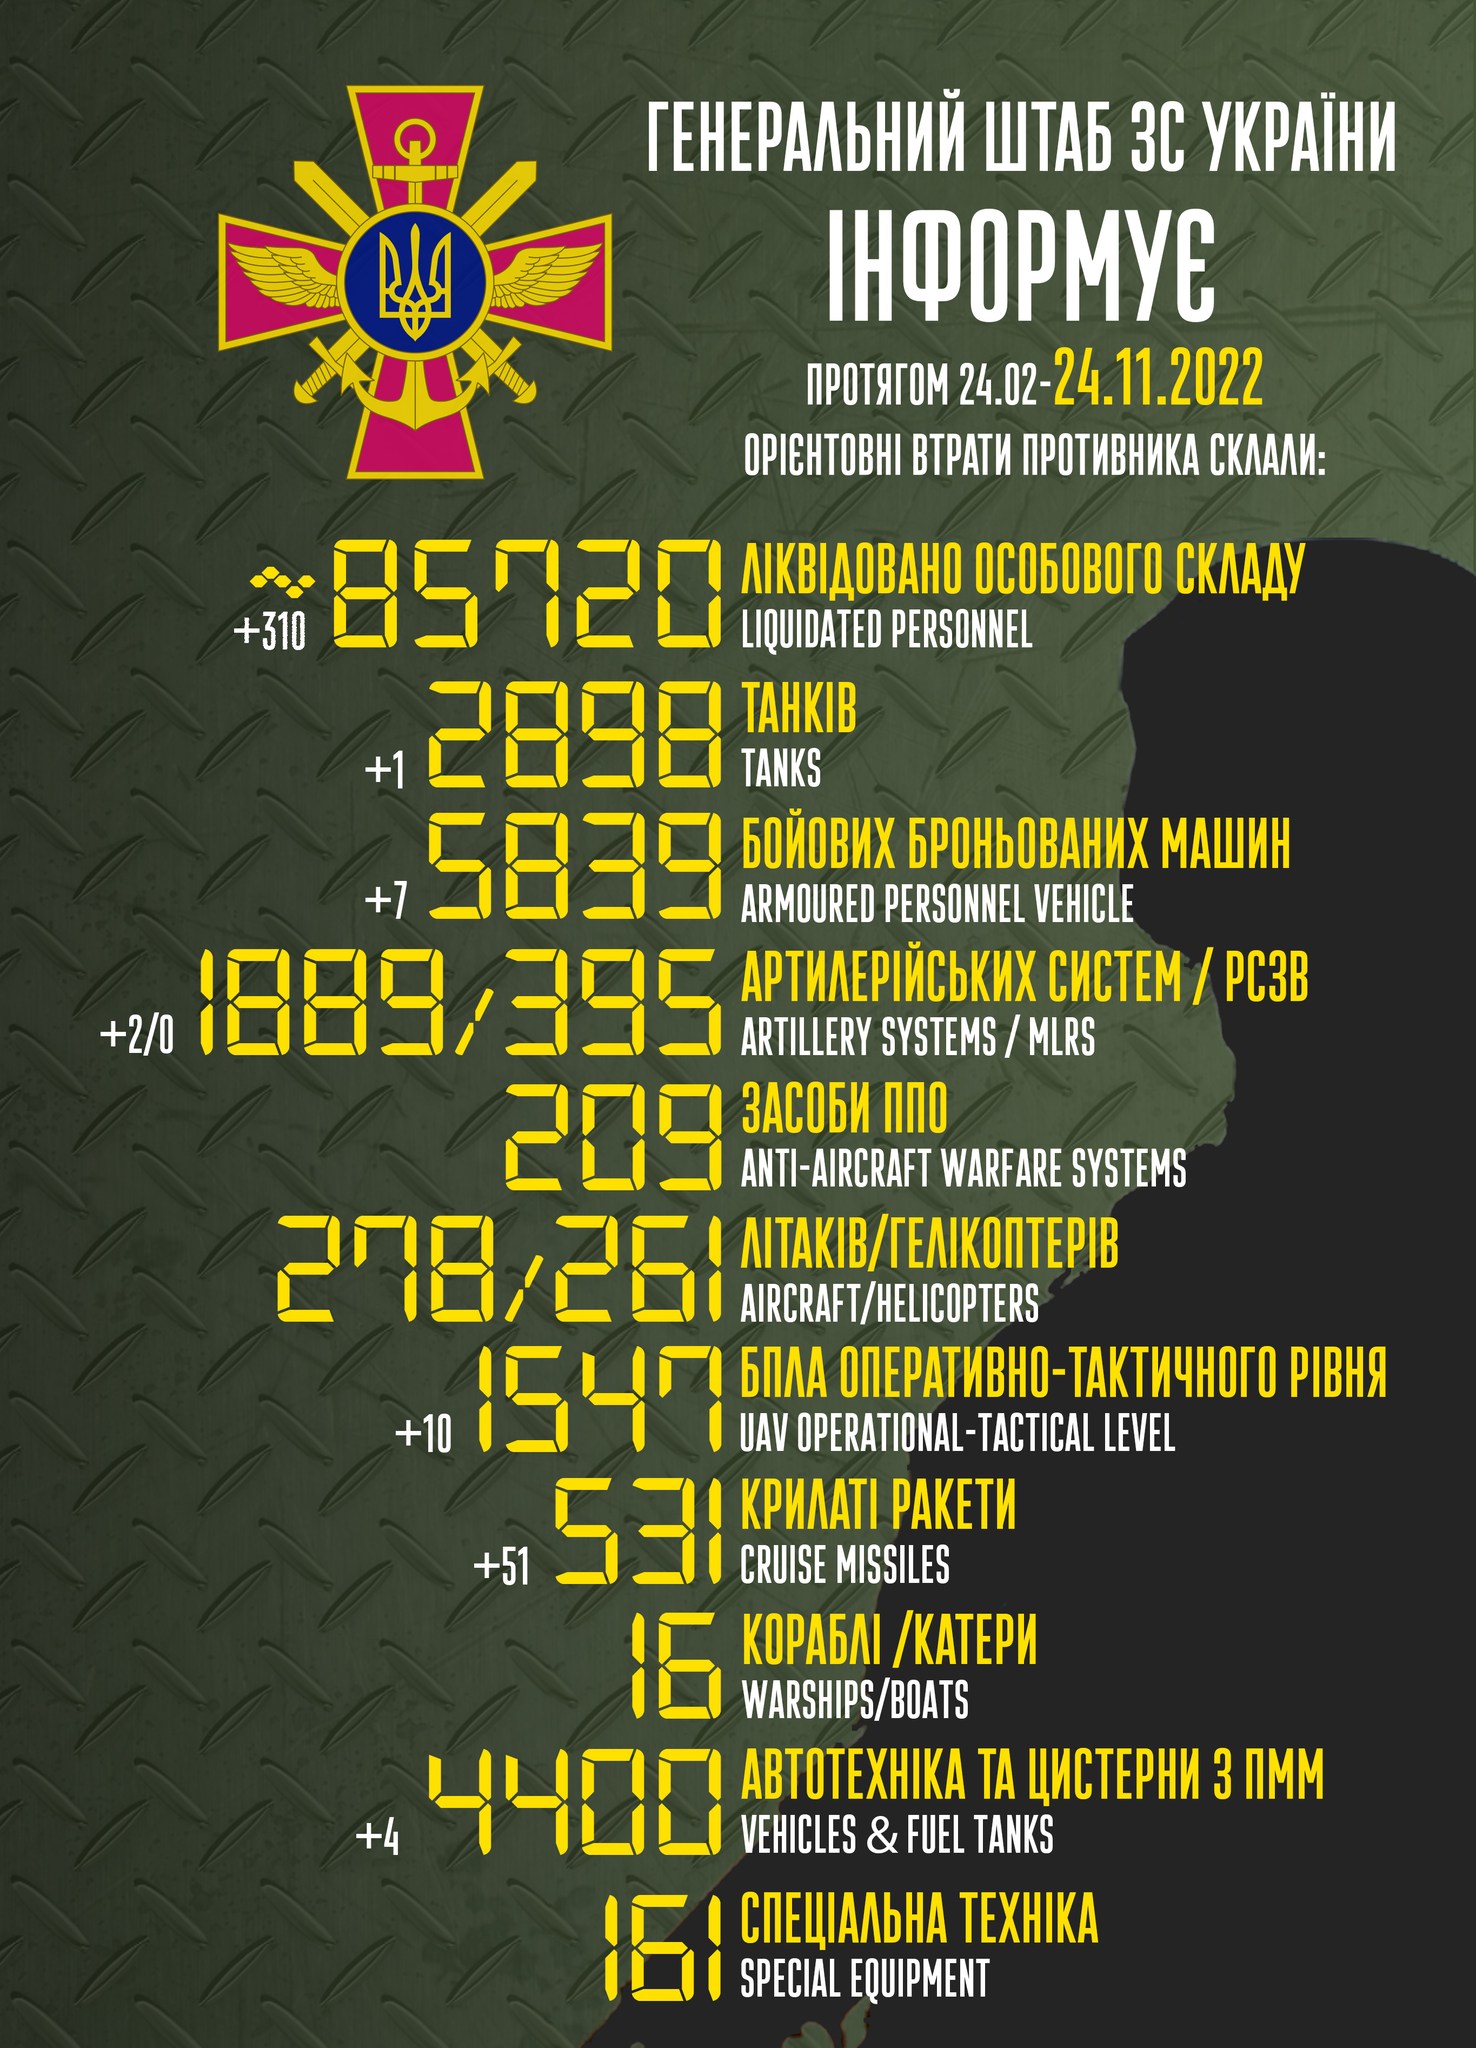 ГЕНЕРАЛЬНИЙ ШТАБ ЗС УКРАЇНИ
ІНФОРМУЄ
ПРОТЯГОМ 24.02-24.11.2022
ОРІЄНТОВНІ ВТРАТИ ПРОТИВНИКА СКЛАЛИ:
+310 ~85720 ЛІКВІДОВАНО ОСОБОВОГО СКЛАДУ
LIQUIDATED PERSONNEL
+1 2898 ТАНКІВ
TANKS
+7 5839 БОЙОВИХ БРОНЬОВАНИХ МАШИН
ARMOURED PERSONNEL VEHICLE
+2/0 1889/395 АРТИЛЕРІЙСЬКИХ СИСТЕМ / РСЗВ
ARTILLERY SYSTEMS / MLRS
209 ЗАСОБИ ППО
ANTI-AIRCRAFT WARFARE SYSTEMS
278/261 ЛІТАКІВ/ГЕЛІКОПТЕРІВ
AIRCRAFT/HELICOPTERS
+10 1547 БПЛА ОПЕРАТИВНО-ТАКТИЧНОГО РІВНЯ
UAV OPERATIONAL-TACTICAL LEVEL
+51 531 КРИЛАТІ РАКЕТИ
CRUISE MISSILES
16 КОРАБЛІ /КАТЕРИ
WARSHIPS/BOATS
+4 4400 АВТОТЕХНІКА ТА ЦИСТЕРНИ З ПММ
VEHICLES & FUEL TANKS
161 СПЕЦІАЛЬНА ТЕХНІКА
SPECIAL EQUIPMENT